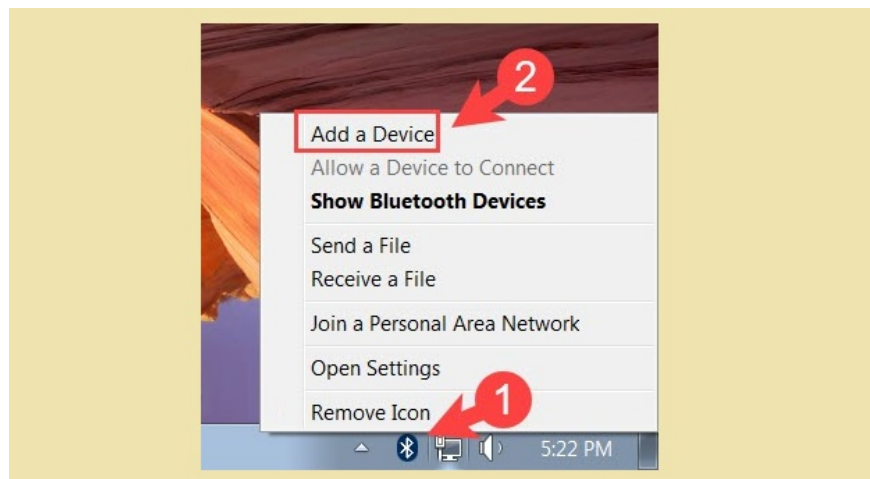 2
Add a Device
Allow a Device to Connect
Show Bluetooth Devices
Send a File
Receive a File
Join a Personal Area Network
Open Settings
Remove Icon
1
5:22 PM